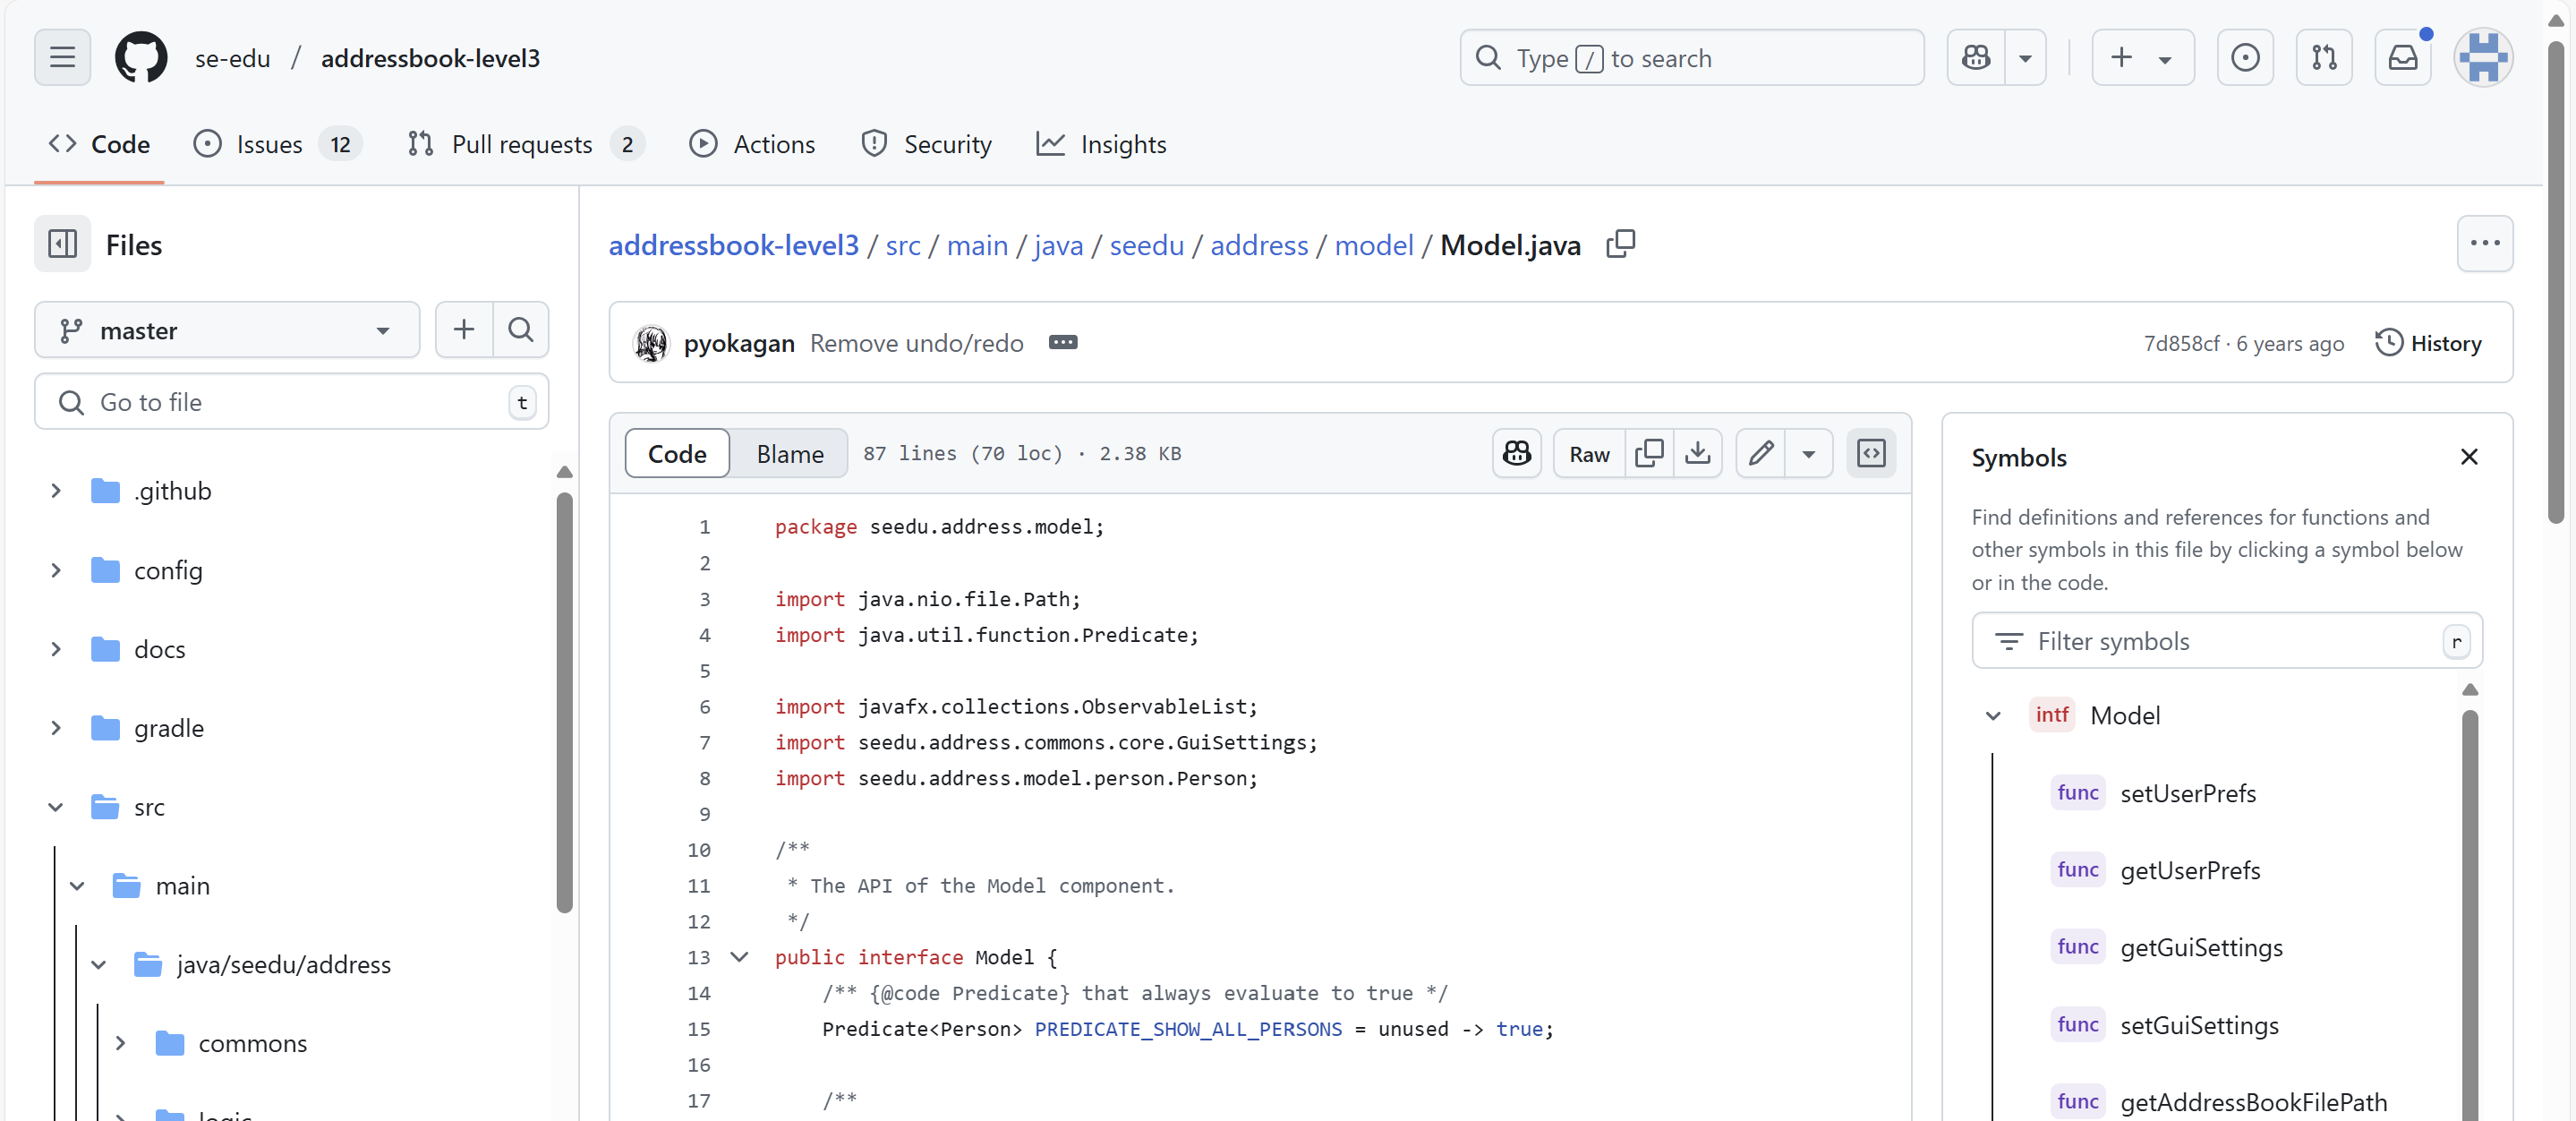 se-edu / addressbook-level3
Type / to search
Code
Issues 12
Pull requests 2
Actions
Security
Insights
Files
master
Go to file t
.github
config
docs
gradle
src
main
java/seedu/address
commons
logic
addressbook-level3 / src / main / java / seedu / address / model / Model.java
pyokagan Remove undo/redo
7d858cf · 6 years ago
History
Code
Blame
87 lines (70 loc) · 2.38 KB
Raw
1 package seedu.address.model;
2
3 import java.nio.file.Path;
4 import java.util.function.Predicate;
5
6 import javafx.collections.ObservableList;
7 import seedu.address.commons.core.GuiSettings;
8 import seedu.address.model.person.Person;
9
10 /**
11 * The API of the Model component.
12 */
13 public interface Model {
14 /** {@code Predicate} that always evaluate to true */
15 Predicate<Person> PREDICATE_SHOW_ALL_PERSONS = unused -> true;
16
17 /**
Symbols
Find definitions and references for functions and
other symbols in this file by clicking a symbol below
or in the code.
Filter symbols r
intf Model
func setUserPrefs
func getUserPrefs
func getGuiSettings
func setGuiSettings
func getAddressBookFilePath